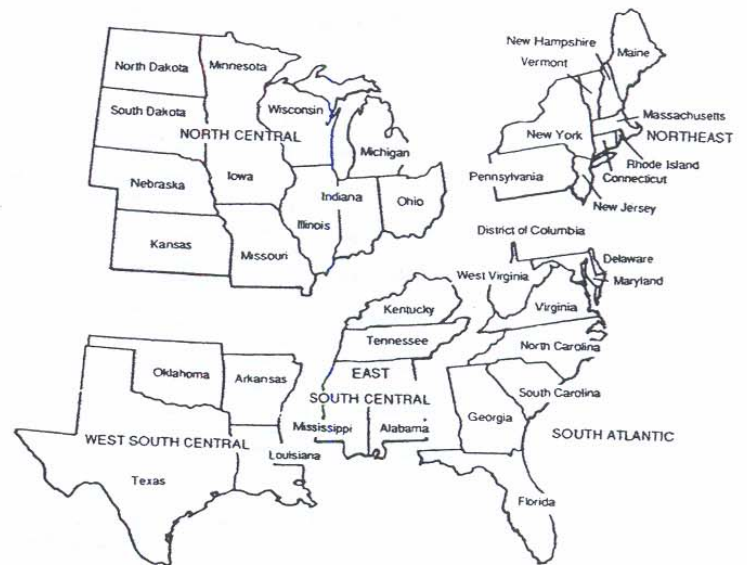 North Dakota
Minnesota
South Dakota
Wisconsin
NORTH CENTRAL
Michigan
Nebraska
Iowa
Indiana
Ohio
Illinois
Kansas
Missouri
New Hampshire
Vermont
Maine
Massachusetts
New York
NORTHEAST
Rhode Island
Pennsylvania
Connecticut
New Jersey
District of Columbia
Delaware
West Virginia
Maryland
Virginia
North Carolina
South Carolina
Georgia
SOUTH ATLANTIC
Florida
Kentucky
Tennessee
EAST
SOUTH CENTRAL
Mississippi
Alabama
Oklahoma
Arkansas
WEST SOUTH CENTRAL
Louisiana
Texas